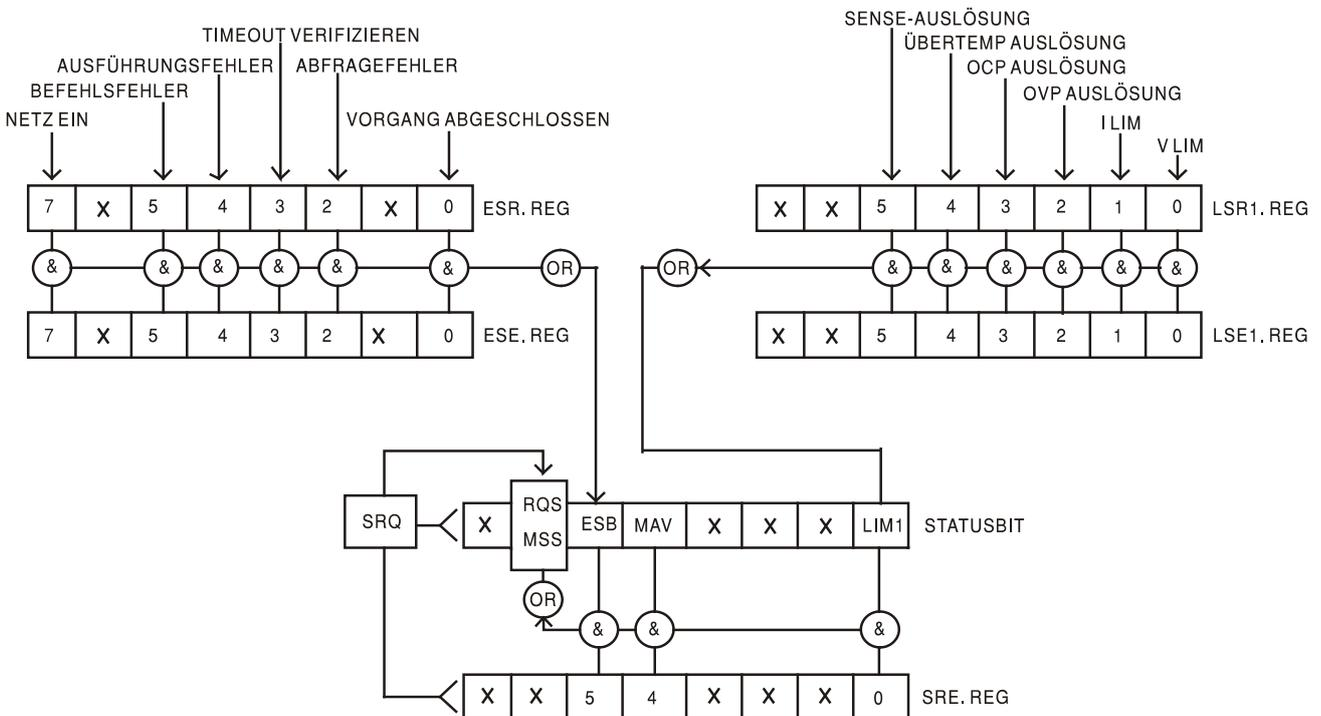 SENSE-AUSLÖSUNG
TIMEOUT VERIFIZIEREN
ÜBERTEMP AUSLÖSUNG
AUSFÜHRUNGSFEHLER ABFRAGEFEHLER
OCP AUSLÖSUNG
BEFEHLSFEHLER
OVP AUSLÖSUNG
NETZ EIN
VORGANG ABGESCHLOSSEN
I LIM
V LIM
7 X 5 4 3 2 X 0 ESR. REG
X X 5 4 3 2 1 0 LSR1. REG
& & & & & & OR
OR & & & & & &
7 X 5 4 3 2 X 0 ESE. REG
X X 5 4 3 2 1 0 LSE1. REG
SRQ
X RQS MSS ESB MAV X X X LIM1 STATUSBIT
OR
& & &
X X 5 4 X X X 0 SRE. REG